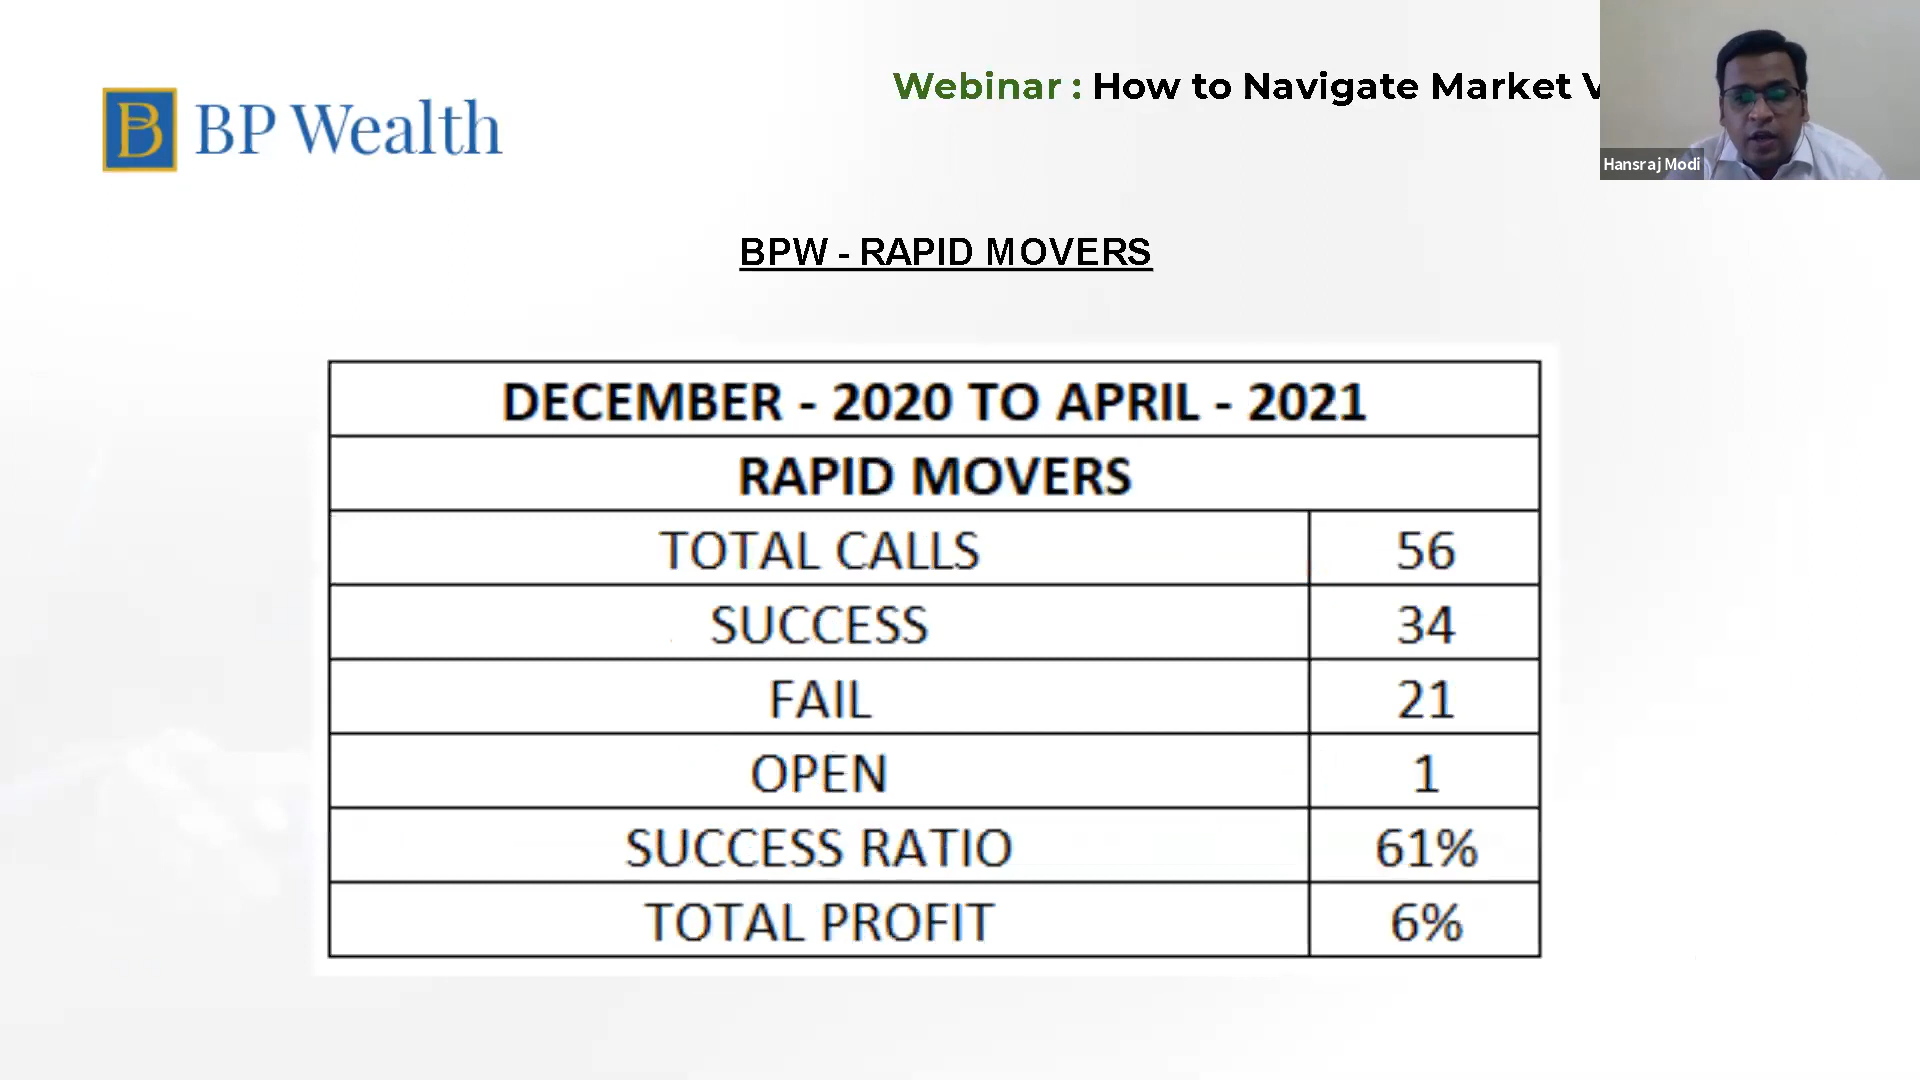 Webinar : How to Navigate Market
B BP Wealth
Hansraj Modi
BPW - RAPID MOVERS
DECEMBER - 2020 TO APRIL - 2021
RAPID MOVERS
TOTAL CALLS 56
SUCCESS 34
FAIL 21
OPEN 1
SUCCESS RATIO 61%
TOTAL PROFIT 6%